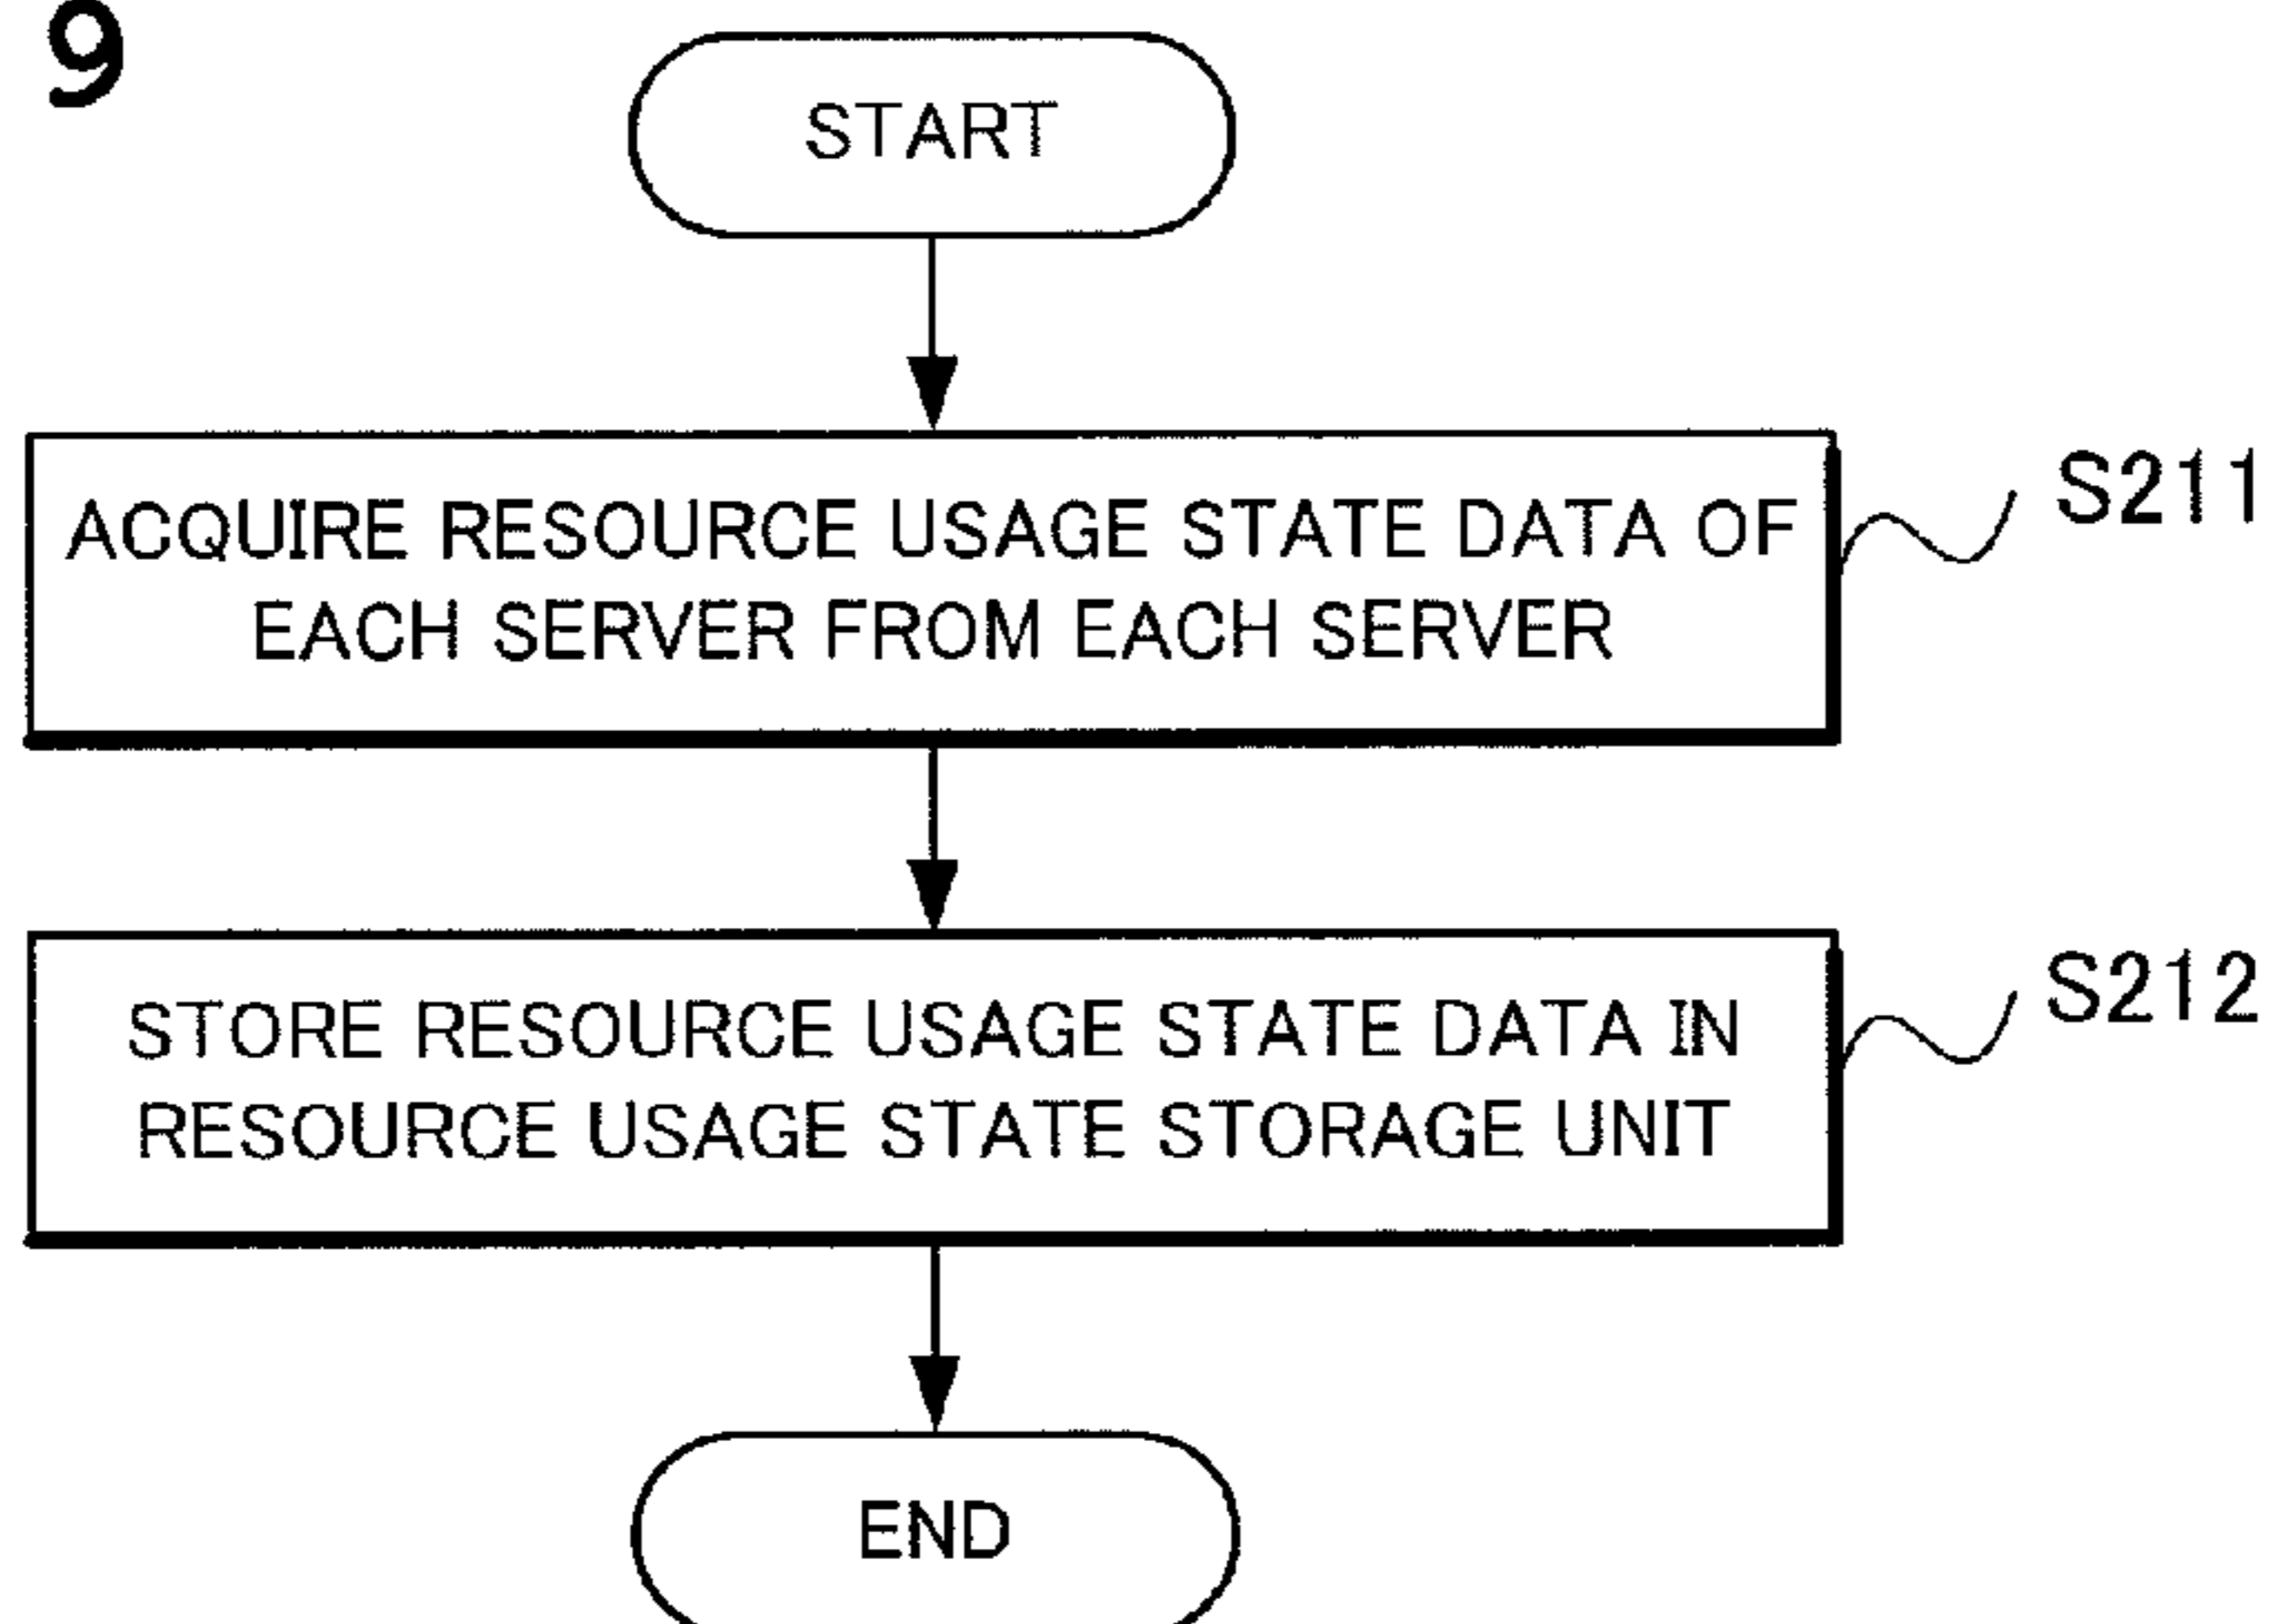 9
START
ACQUIRE RESOURCE USAGE STATE DATA OF
EACH SERVER FROM EACH SERVER
S211
STORE RESOURCE USAGE STATE DATA IN
RESOURCE USAGE STATE STORAGE UNIT
S212
END